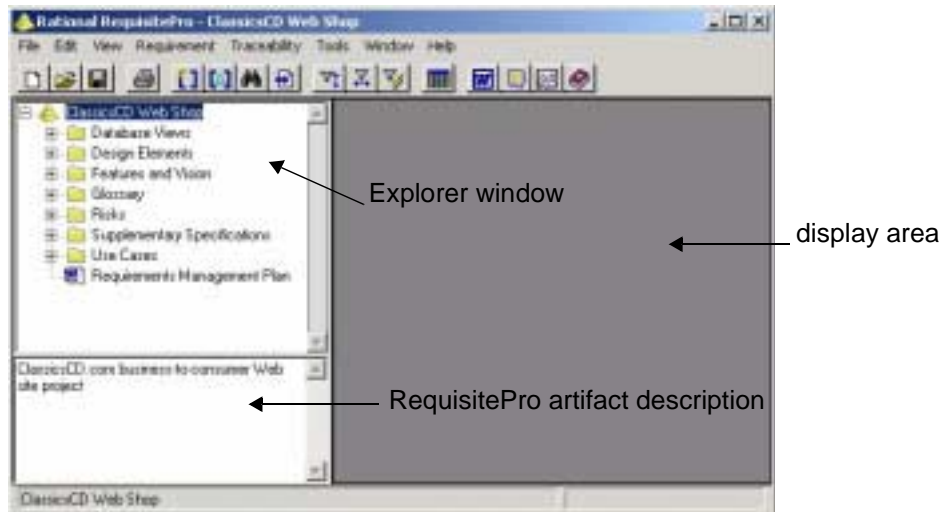 Rational RequisitePro - ClassicsCD Web Shop
File Edit View Requirement Traceability Tools Window Help
ClassicsCD Web Shop
Database Views
Design Elements
Features and Vision
Glossary
Risks
Supplementary Specifications
Use Cases
Requirements Management Plan
Explorer window
display area
ClassicsCD.com business-to-consumer Web
site project
RequisitePro artifact description
ClassicsCD Web Shop